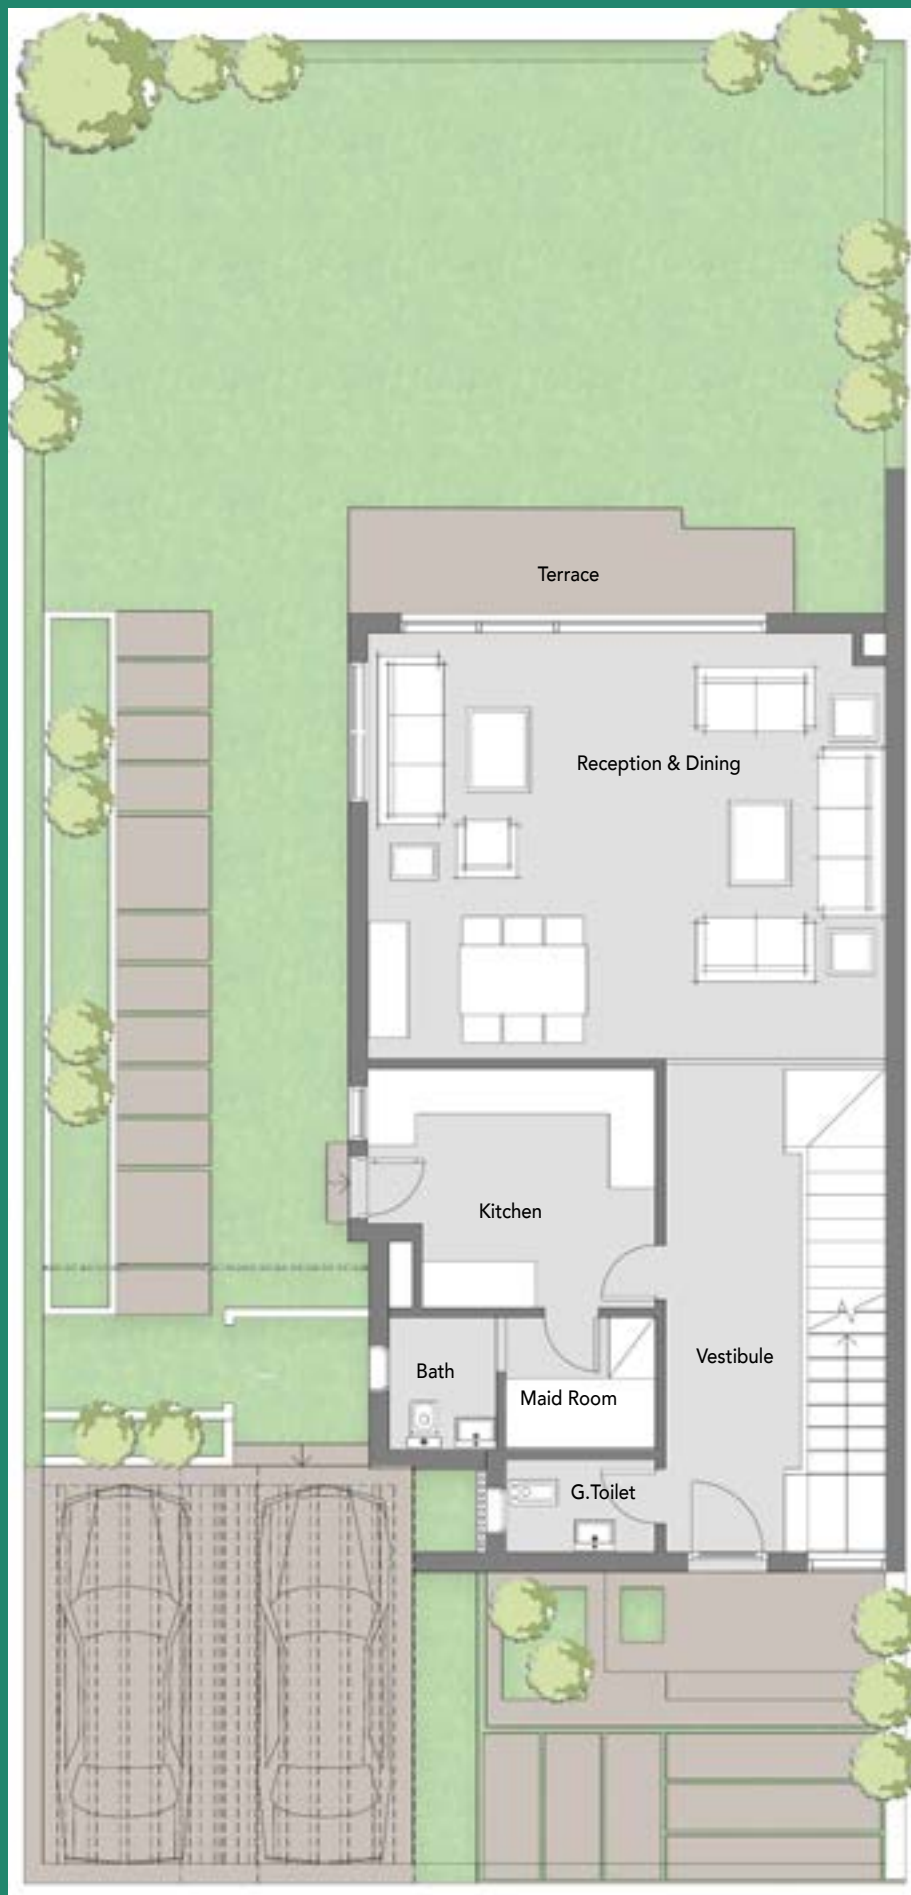 Terrace
Reception & Dining
Kitchen
Vestibule
Bath
Maid Room
G.Toilet